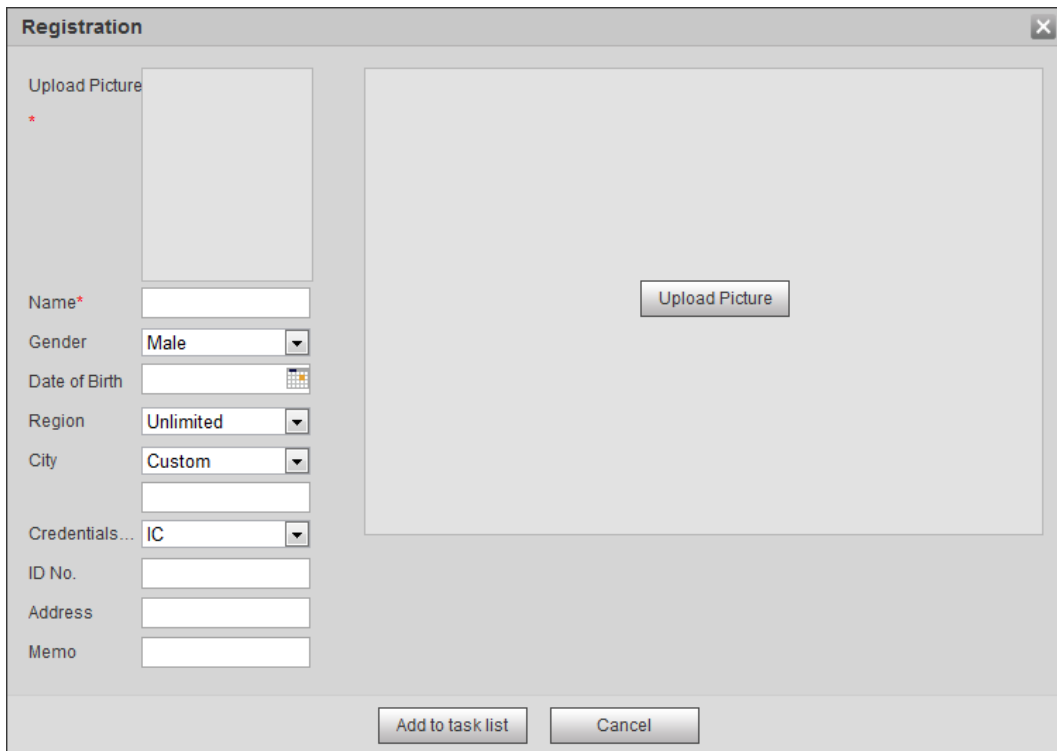 Registration
Upload Picture
*
Upload Picture
Name*
Gender Male
Date of Birth
Region Unlimited
City Custom
Credentials... IC
ID No.
Address
Memo
Add to task list Cancel